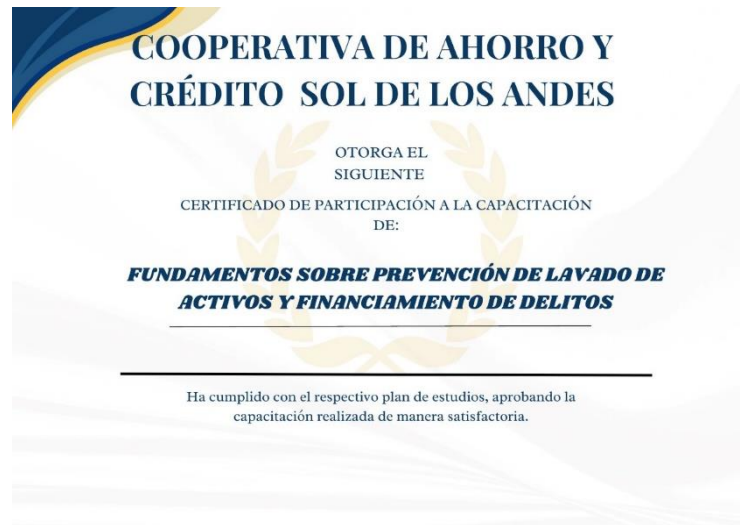 COOPERATIVA DE AHORRO Y
CRÉDITO SOL DE LOS ANDES
OTORGA EL
SIGUIENTE
CERTIFICADO DE PARTICIPACIÓN A LA CAPACITACIÓN
DE:
FUNDAMENTOS SOBRE PREVENCIÓN DE LAVADO DE
ACTIVOS Y FINANCIAMIENTO DE DELITOS
Ha cumplido con el respectivo plan de estudios, aprobando la
capacitación realizada de manera satisfactoria.